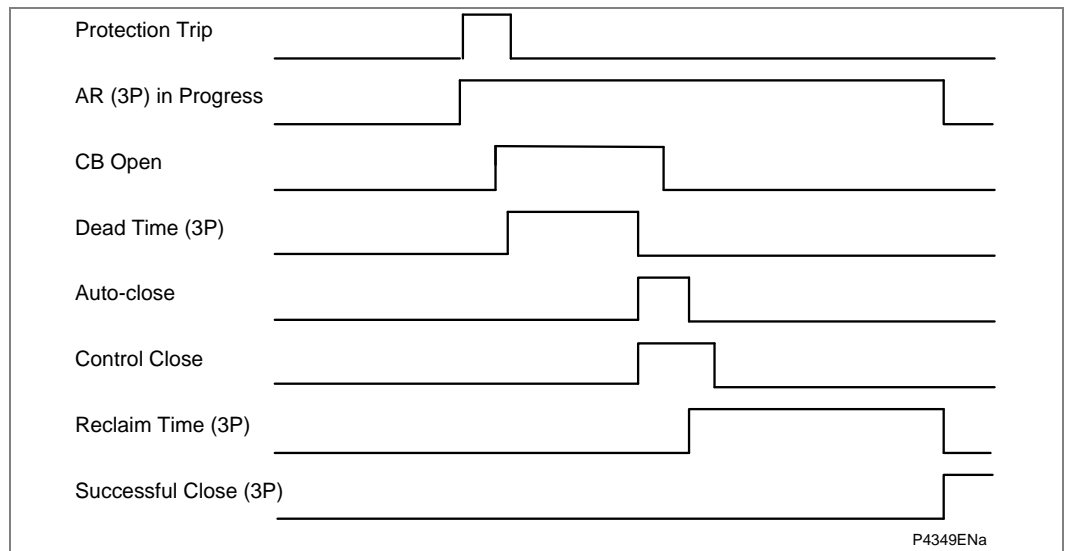 Protection Trip
AR (3P) in Progress
CB Open
Dead Time (3P)
Auto-close
Control Close
Reclaim Time (3P)
Successful Close (3P)
P4349ENa